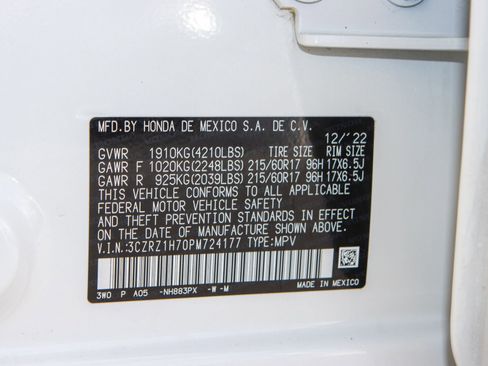 MFD.BY HONDA DE MEXICO S.A. DE C.V.
12/'22
GVWR 1910KG(4210LBS) TIRE SIZE RIM SIZE
GAWR F 1020KG(2248LBS) 215/60R17 96H 17X6.5J
GAWR R 925KG(2039LBS) 215/60R17 96H 17X6.5J
THIS VEHICLE CONFORMS TO ALL APPLICABLE
FEDERAL MOTOR VEHICLE SAFETY
AND THEFT PREVENTION STANDARDS IN EFFECT
ON DATE OF MANUFACTURE SHOWN ABOVE.
V.I.N.:3CZRZ1H70PM724177 TYPE:MPV
3W0 P A05 -NH883PX -W -M
MADE IN MEXICO